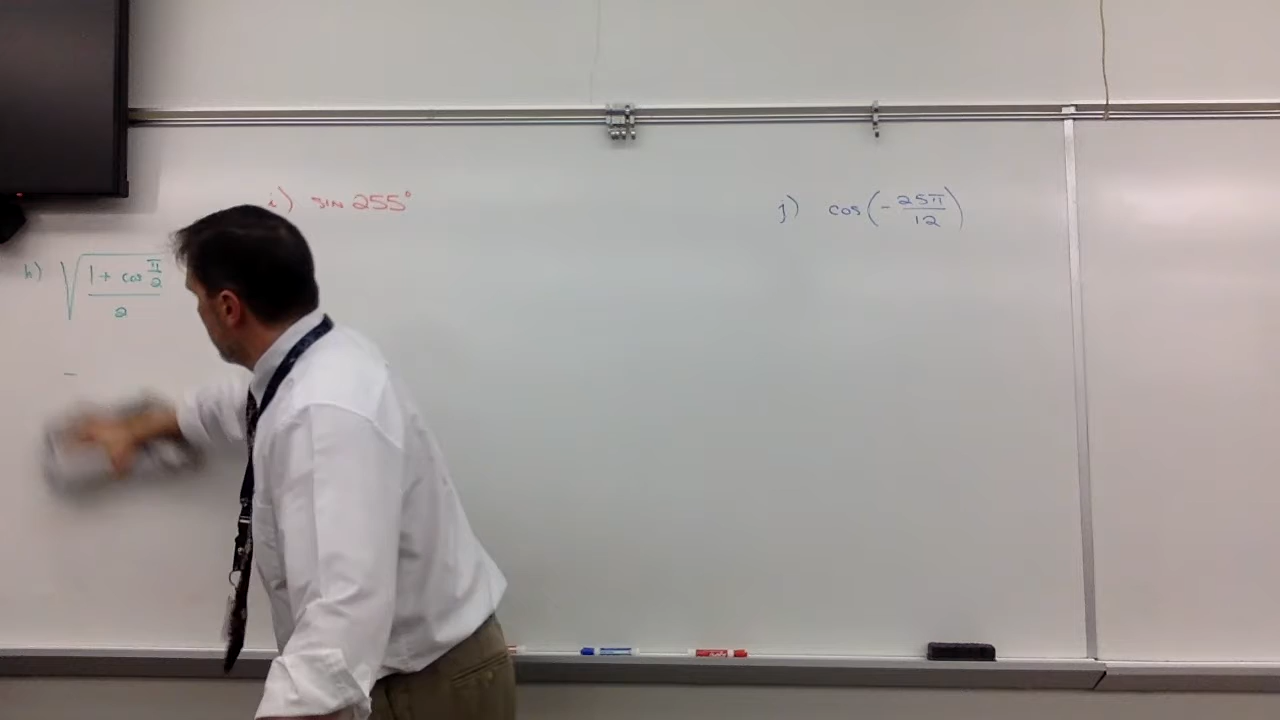 i) sin 255°
j) cos(-25π/12)
h) √((1 + cos π/2)/2)
-